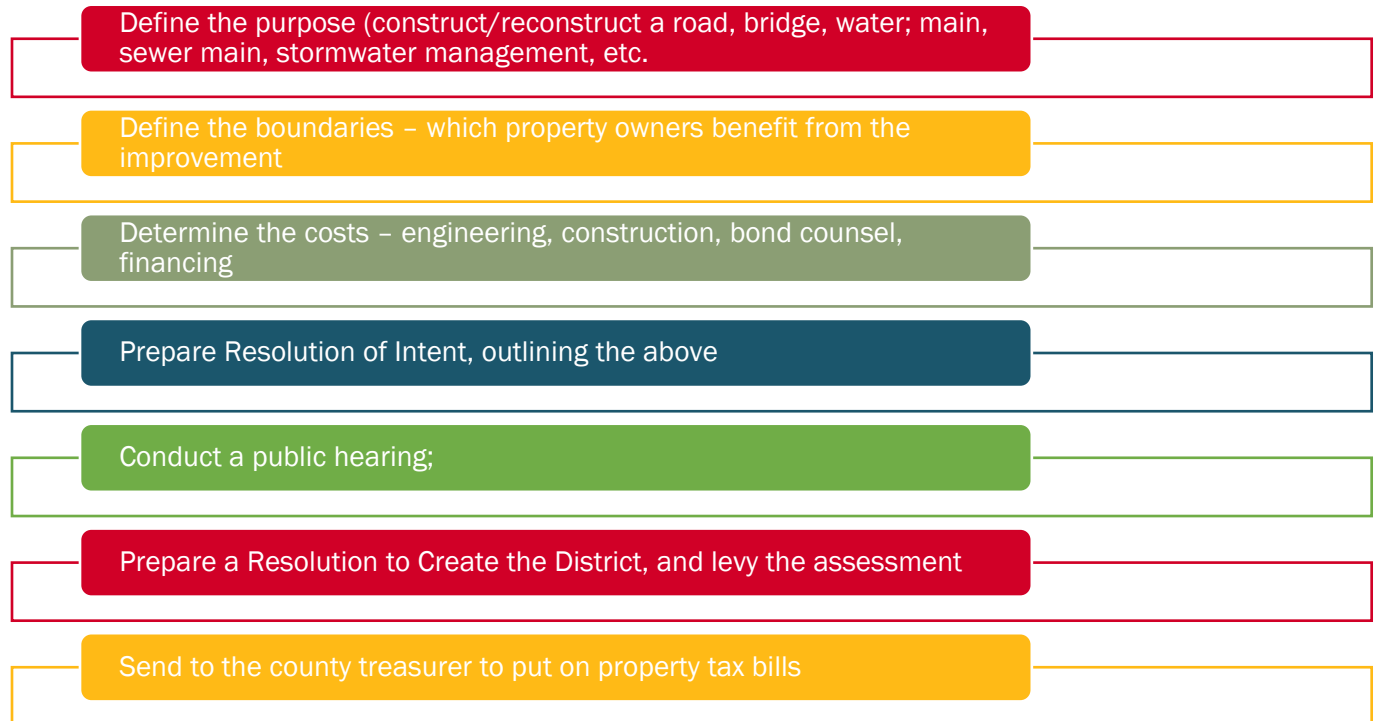 Define the purpose (construct/reconstruct a road, bridge, water; main,
sewer main, stormwater management, etc.
Define the boundaries – which property owners benefit from the
improvement
Determine the costs – engineering, construction, bond counsel,
financing
Prepare Resolution of Intent, outlining the above
Conduct a public hearing;
Prepare a Resolution to Create the District, and levy the assessment
Send to the county treasurer to put on property tax bills